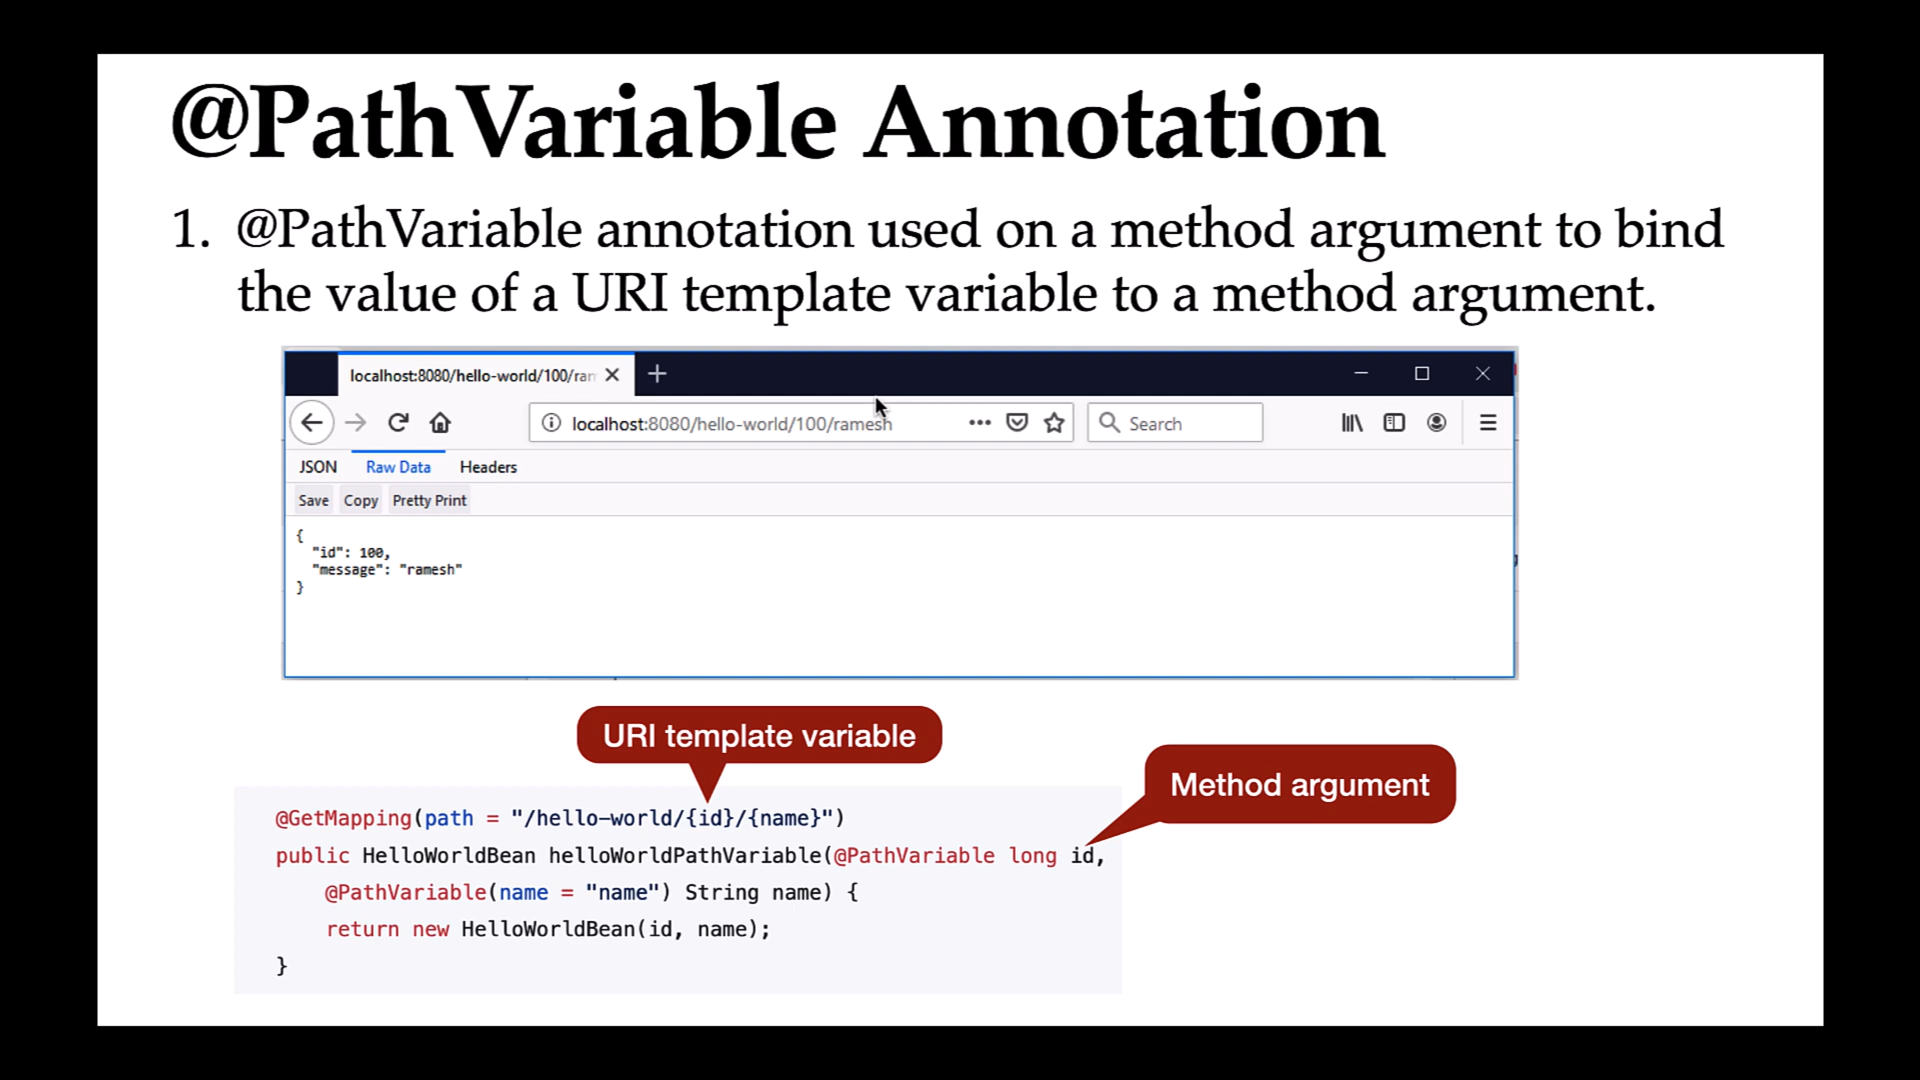 @PathVariable Annotation
1. @PathVariable annotation used on a method argument to bind
the value of a URI template variable to a method argument.
localhost:8080/hello-world/100/ran
localhost:8080/hello-world/100/ramesh
Search
JSON Raw Data Headers
Save Copy Pretty Print
{
"id": 100,
"message": "ramesh"
}
URI template variable
Method argument
@GetMapping(path = "/hello-world/{id}/{name}")
public HelloWorldBean helloWorldPathVariable(@PathVariable long id,
@PathVariable(name = "name") String name) {
return new HelloWorldBean(id, name);
}